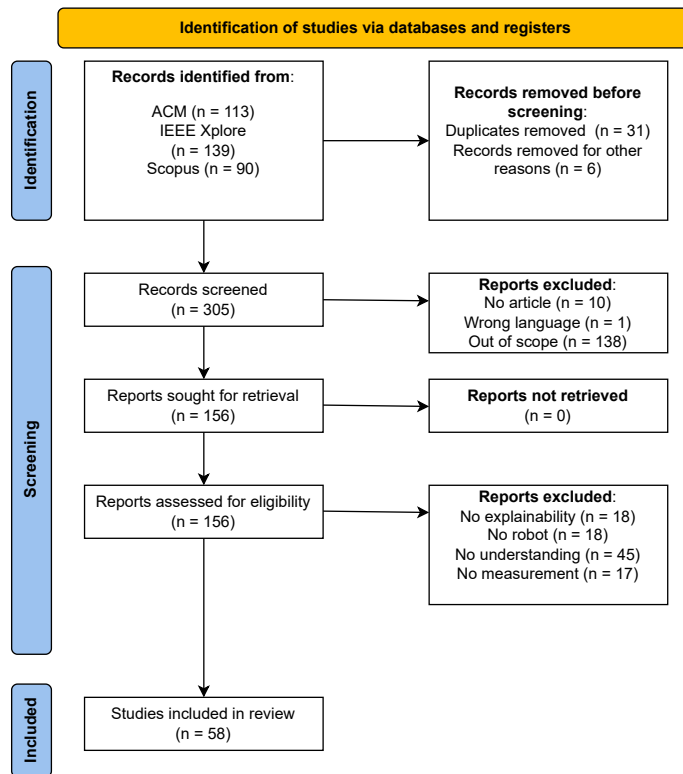 Identification of studies via databases and registers
Identification
Records identified from:
ACM (n = 113)
IEEE Xplore
(n = 139)
Scopus (n = 90)
Records removed before
screening:
Duplicates removed (n = 31)
Records removed for other
reasons (n = 6)
Screening
Records screened
(n = 305)
Reports excluded:
No article (n = 10)
Wrong language (n = 1)
Out of scope (n = 138)
Reports sought for retrieval
(n = 156)
Reports not retrieved
(n = 0)
Reports assessed for eligibility
(n = 156)
Reports excluded:
No explainability (n = 18)
No robot (n = 18)
No understanding (n = 45)
No measurement (n = 17)
Included
Studies included in review
(n = 58)